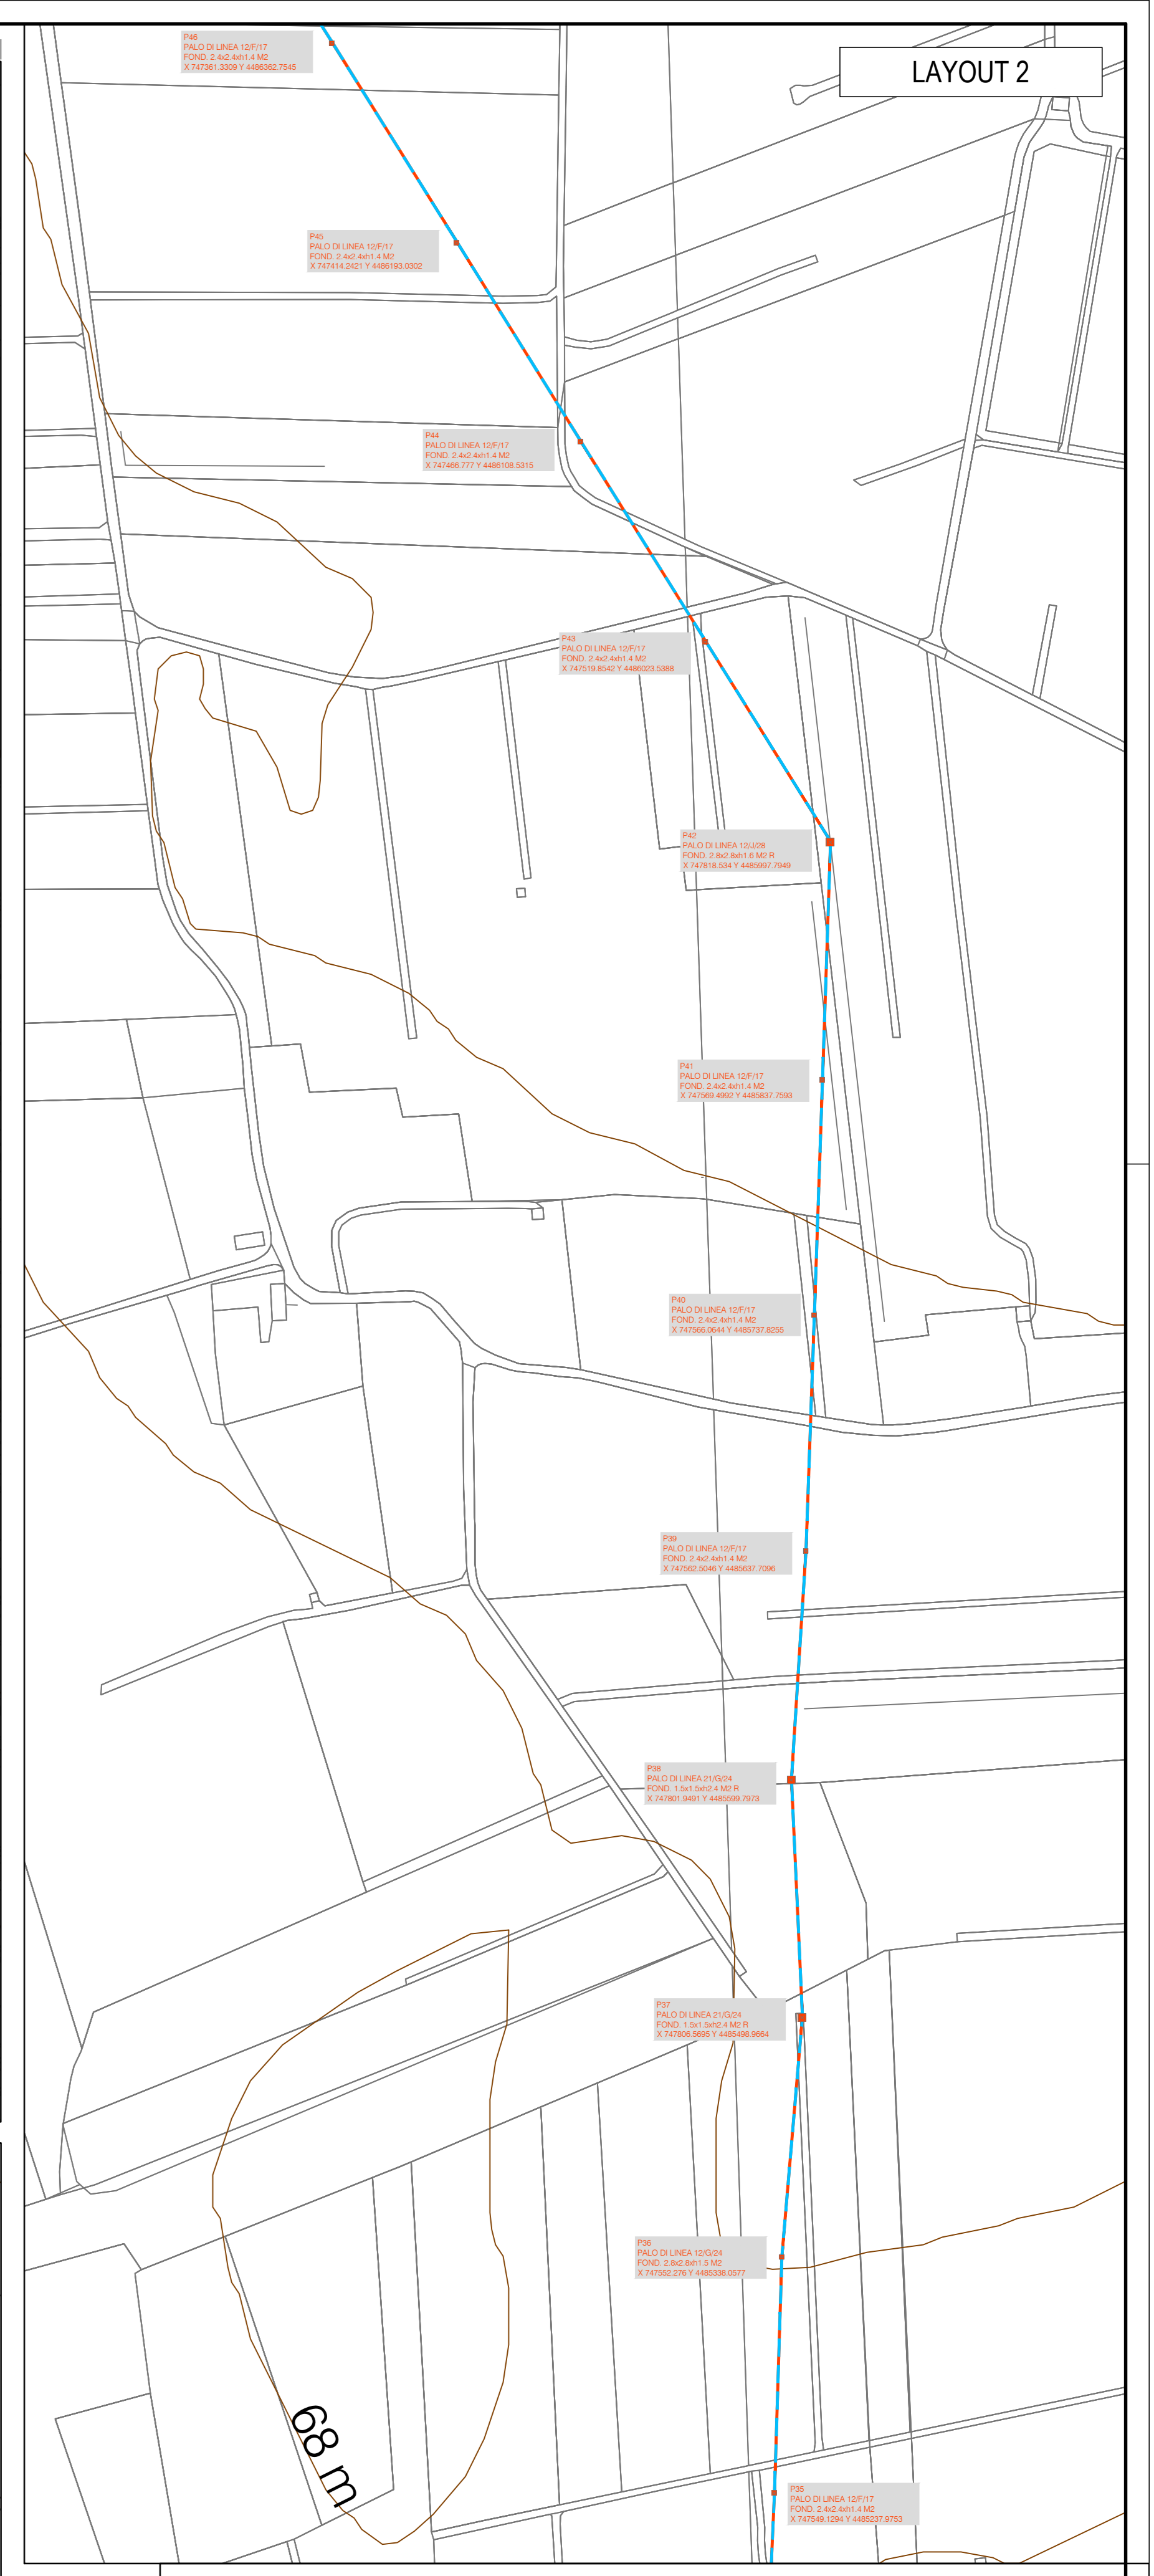 P46
PALO DI LINEA 12/F/17
FOND. 2.4x2.4xh1.4 M2
X 747361.3309 Y 4486362.7545
LAYOUT 2
P45
PALO DI LINEA 12/F/17
FOND. 2.4x2.4xh1.4 M2
X 747414.2421 Y 4486193.0302
P44
PALO DI LINEA 12/F/17
FOND. 2.4x2.4xh1.4 M2
X 747466.777 Y 4486108.5315
P43
PALO DI LINEA 12/F/17
FOND. 2.4x2.4xh1.4 M2
X 747519.8542 Y 4486023.5388
P42
PALO DI LINEA 12/J/28
FOND. 2.8x2.8xh1.6 M2 R
X 747818.534 Y 4485997.7949
P41
PALO DI LINEA 12/F/17
FOND. 2.4x2.4xh1.4 M2
X 747569.4992 Y 4485837.7593
P40
PALO DI LINEA 12/F/17
FOND. 2.4x2.4xh1.4 M2
X 747566.0644 Y 4485737.8255
P39
PALO DI LINEA 12/F/17
FOND. 2.4x2.4xh1.4 M2
X 747562.5046 Y 4485637.7096
P38
PALO DI LINEA 21/G/24
FOND. 1.5x1.5xh2.4 M2 R
X 747801.9491 Y 4485599.7973
P37
PALO DI LINEA 21/G/24
FOND. 1.5x1.5xh2.4 M2 R
X 747806.5695 Y 4485498.9664
P36
PALO DI LINEA 12/G/24
FOND. 2.8x2.8xh1.5 M2
X 747552.276 Y 4485338.0577
68 m
P35
PALO DI LINEA 12/F/17
FOND. 2.4x2.4xh1.4 M2
X 747549.1294 Y 4485237.9753